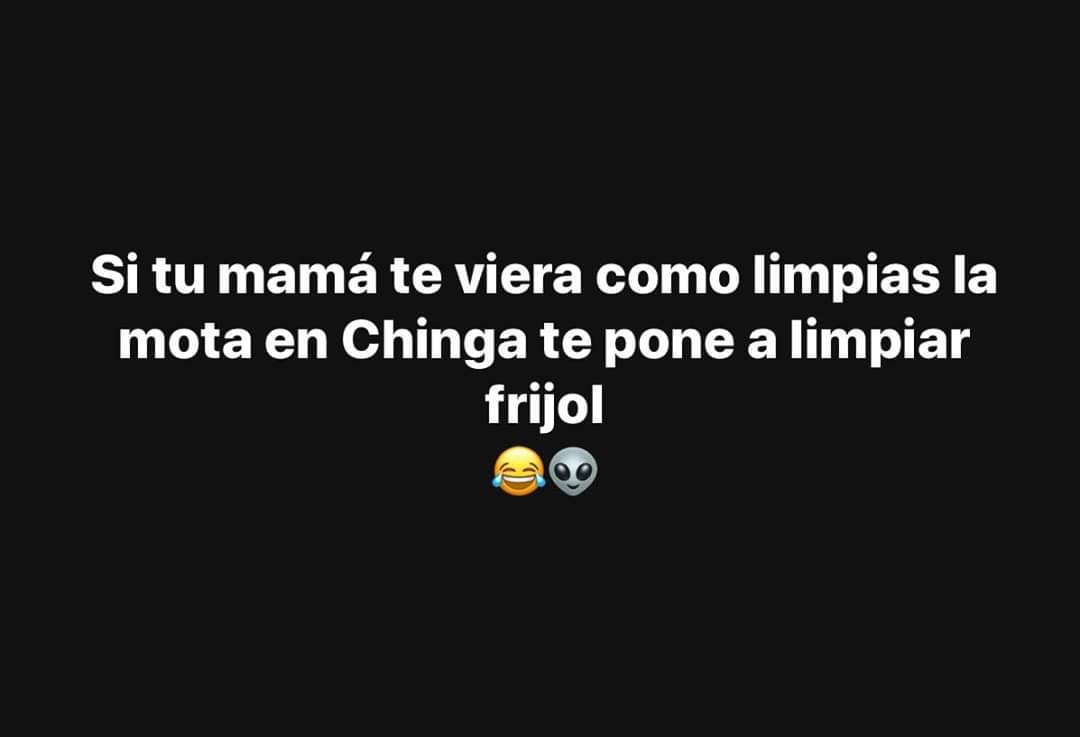 Si tu mamá te viera como limpias la
mota en Chinga te pone a limpiar
frijol
😂👽